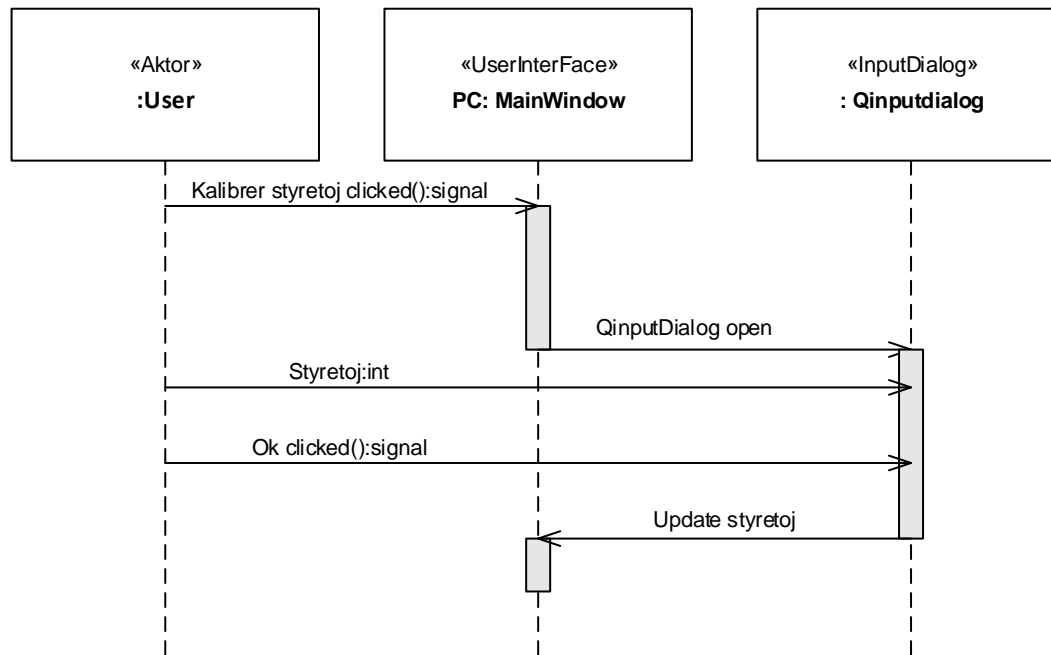 «Aktor»
:User
«UserInterFace»
PC: MainWindow
«InputDialog»
: Qinputdialog
Kalibrer styretoj clicked():signal
QinputDialog open
Styretoj:int
Ok clicked():signal
Update styretoj